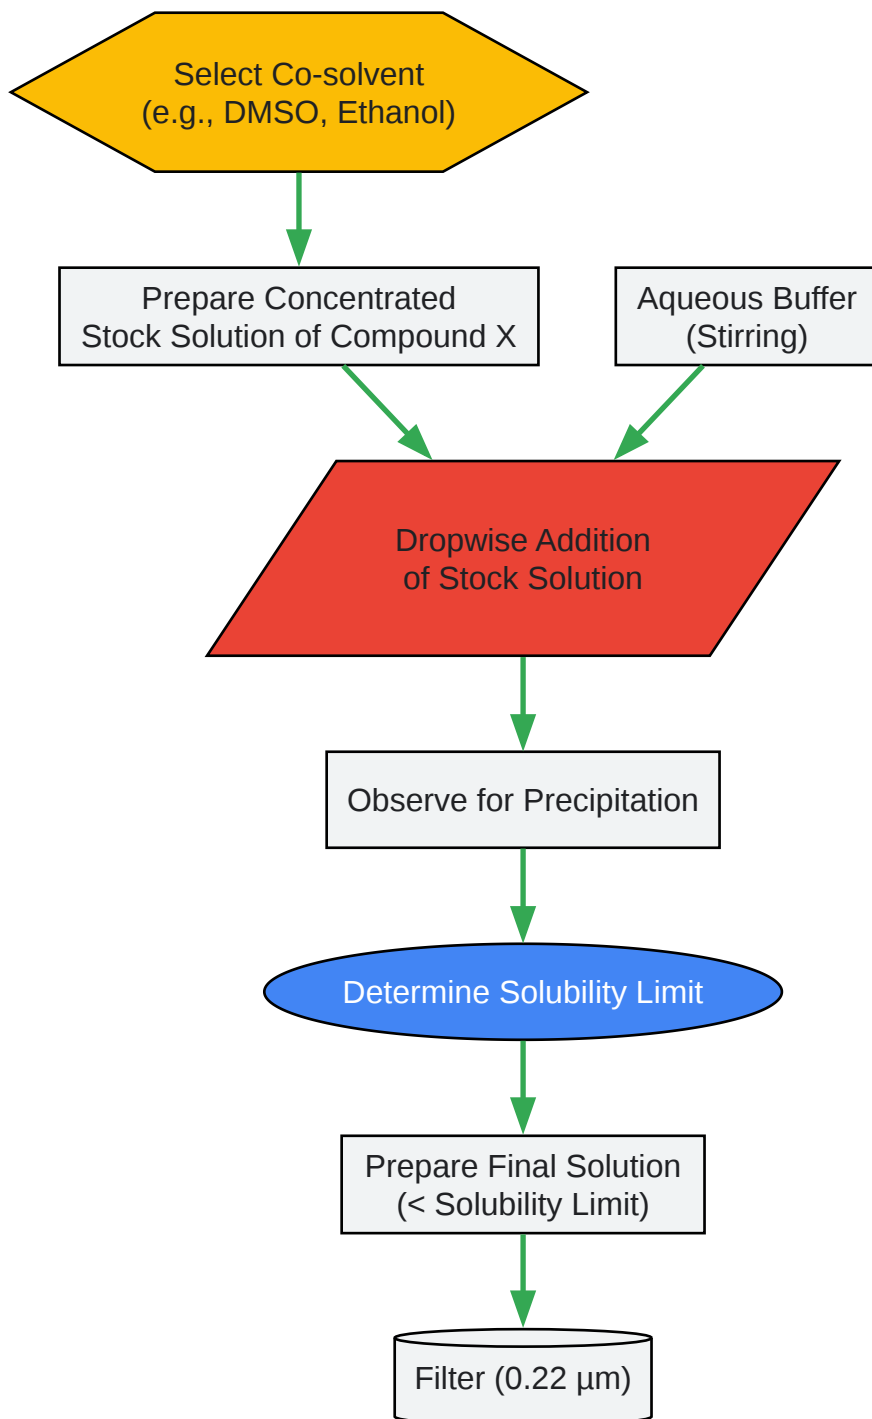 Select Co-solvent
(e.g., DMSO, Ethanol)
Prepare Concentrated
Stock Solution of Compound X
Aqueous Buffer
(Stirring)
Dropwise Addition
of Stock Solution
Observe for Precipitation
Determine Solubility Limit
Prepare Final Solution
(< Solubility Limit)
Filter (0.22 µm)